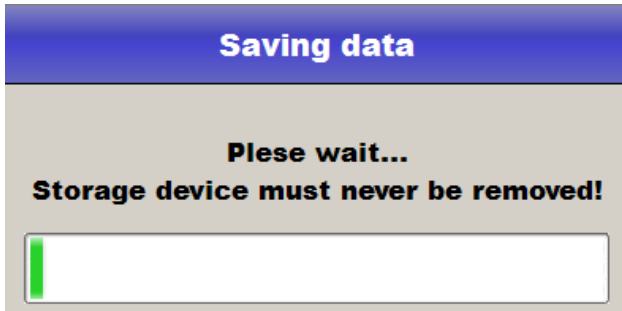 Saving data
Plese wait...
Storage device must never be removed!